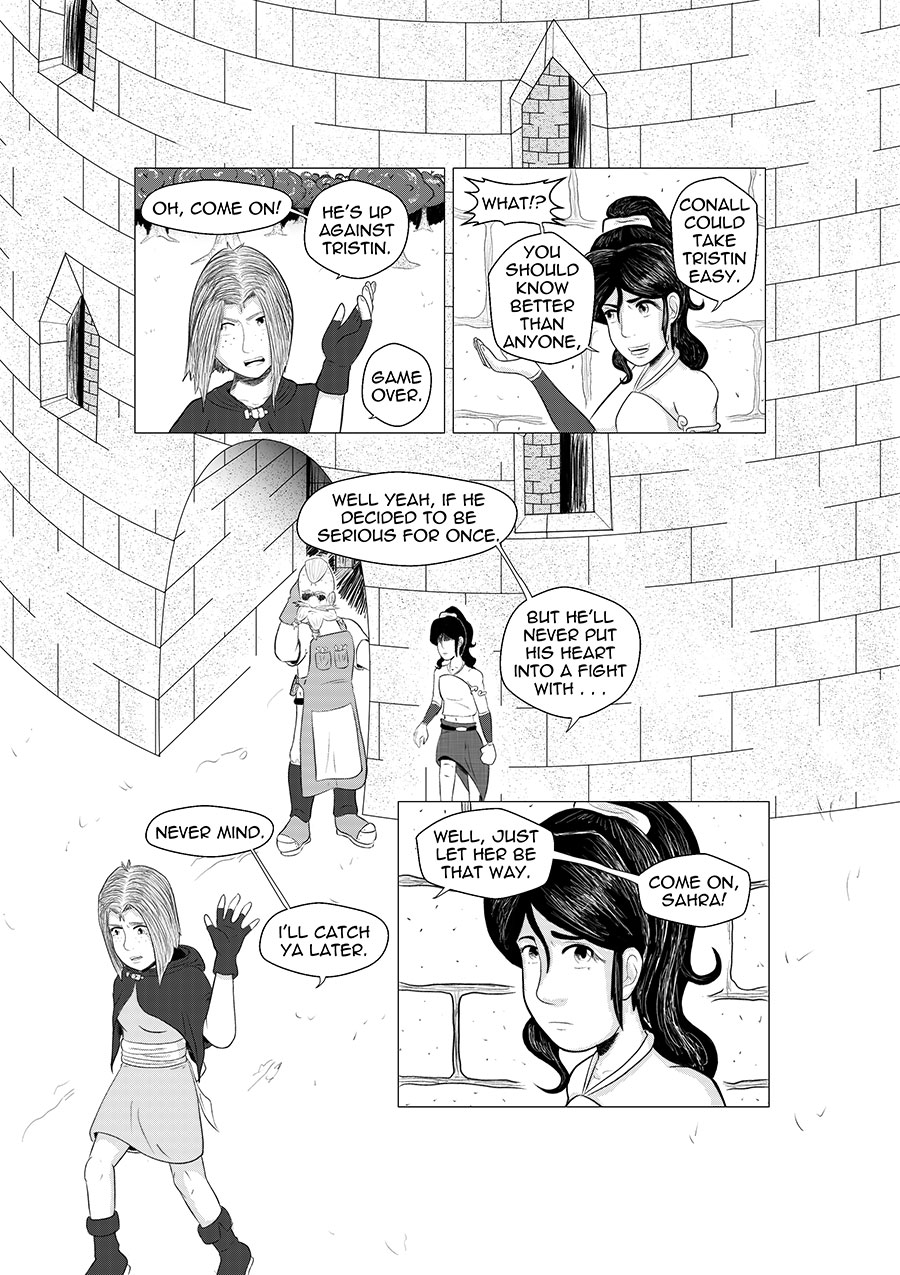 OH, COME ON!
HE'S UP
AGAINST
TRISTIN.
GAME
OVER.
WHAT!?
YOU
SHOULD
KNOW
BETTER
THAN
ANYONE,
CONALL
COULD
TAKE
TRISTIN
EASY.
WELL YEAH, IF HE
DECIDED TO BE
SERIOUS FOR ONCE.
BUT HE'LL
NEVER PUT
HIS HEART
INTO A FIGHT
WITH . . .
NEVER MIND.
I'LL CATCH
YA LATER.
WELL, JUST
LET HER BE
THAT WAY.
COME ON,
SAHRA!